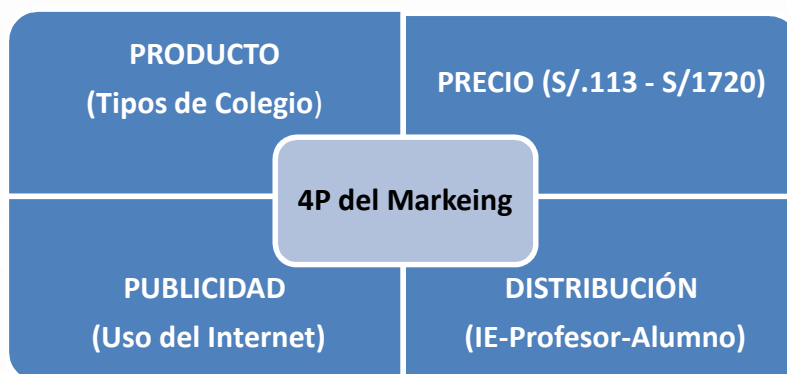 PRODUCTO
(Tipos de Colegio)
PRECIO (S/.113 - S/1720)
4P del Markeing
PUBLICIDAD
(Uso del Internet)
DISTRIBUCIÓN
(IE-Profesor-Alumno)